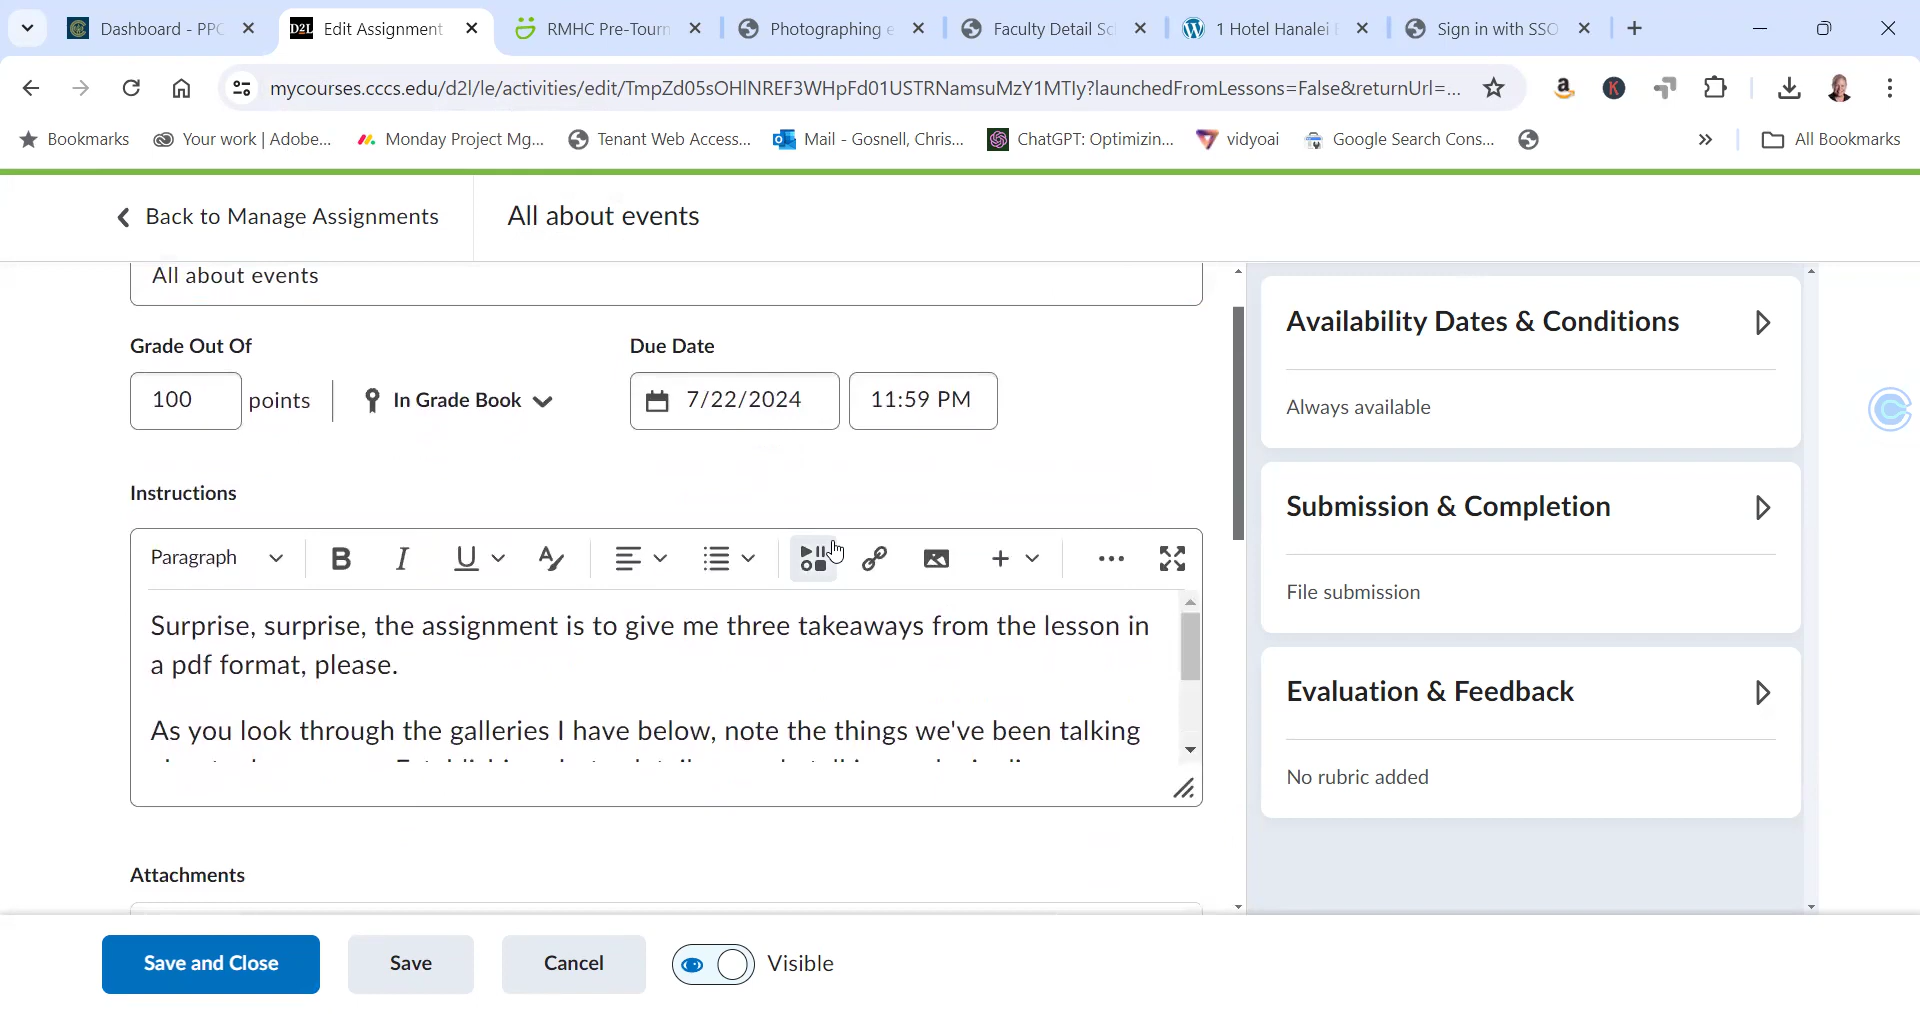 Dashboard - PPC
D2L Edit Assignment
RMHC Pre-Tourn
Photographing e
Faculty Detail Sc
1 Hotel Hanalei
Sign in with SSO
mycourses.cccs.edu/d2l/le/activities/edit/TmpZd05sOHlNREF3WHpFd01USTRNamsuMzY1MTIy?launchedFromLessons=False&returnUrl=...
Bookmarks
Your work | Adobe...
Monday Project Mg...
Tenant Web Access...
Mail - Gosnell, Chris...
ChatGPT: Optimizin...
vidyoai
Google Search Cons...
All Bookmarks
Back to Manage Assignments
All about events
All about events
Grade Out Of
Due Date
100 points
In Grade Book
7/22/2024
11:59 PM
Instructions
Paragraph
Surprise, surprise, the assignment is to give me three takeaways from the lesson in
a pdf format, please.
As you look through the galleries I have below, note the things we've been talking
Attachments
Availability Dates & Conditions
Always available
Submission & Completion
File submission
Evaluation & Feedback
No rubric added
Save and Close
Save
Cancel
Visible